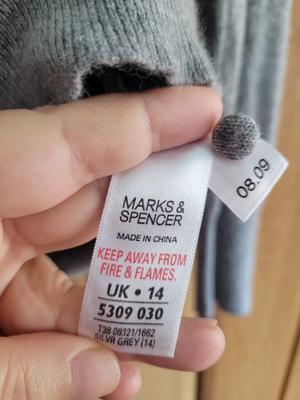 MARKS &
SPENCER
MADE IN CHINA
KEEP AWAY FROM
FIRE & FLAMES.
UK • 14
5309 030
T38 08321/1662
SILVR GREY (14)
08.09